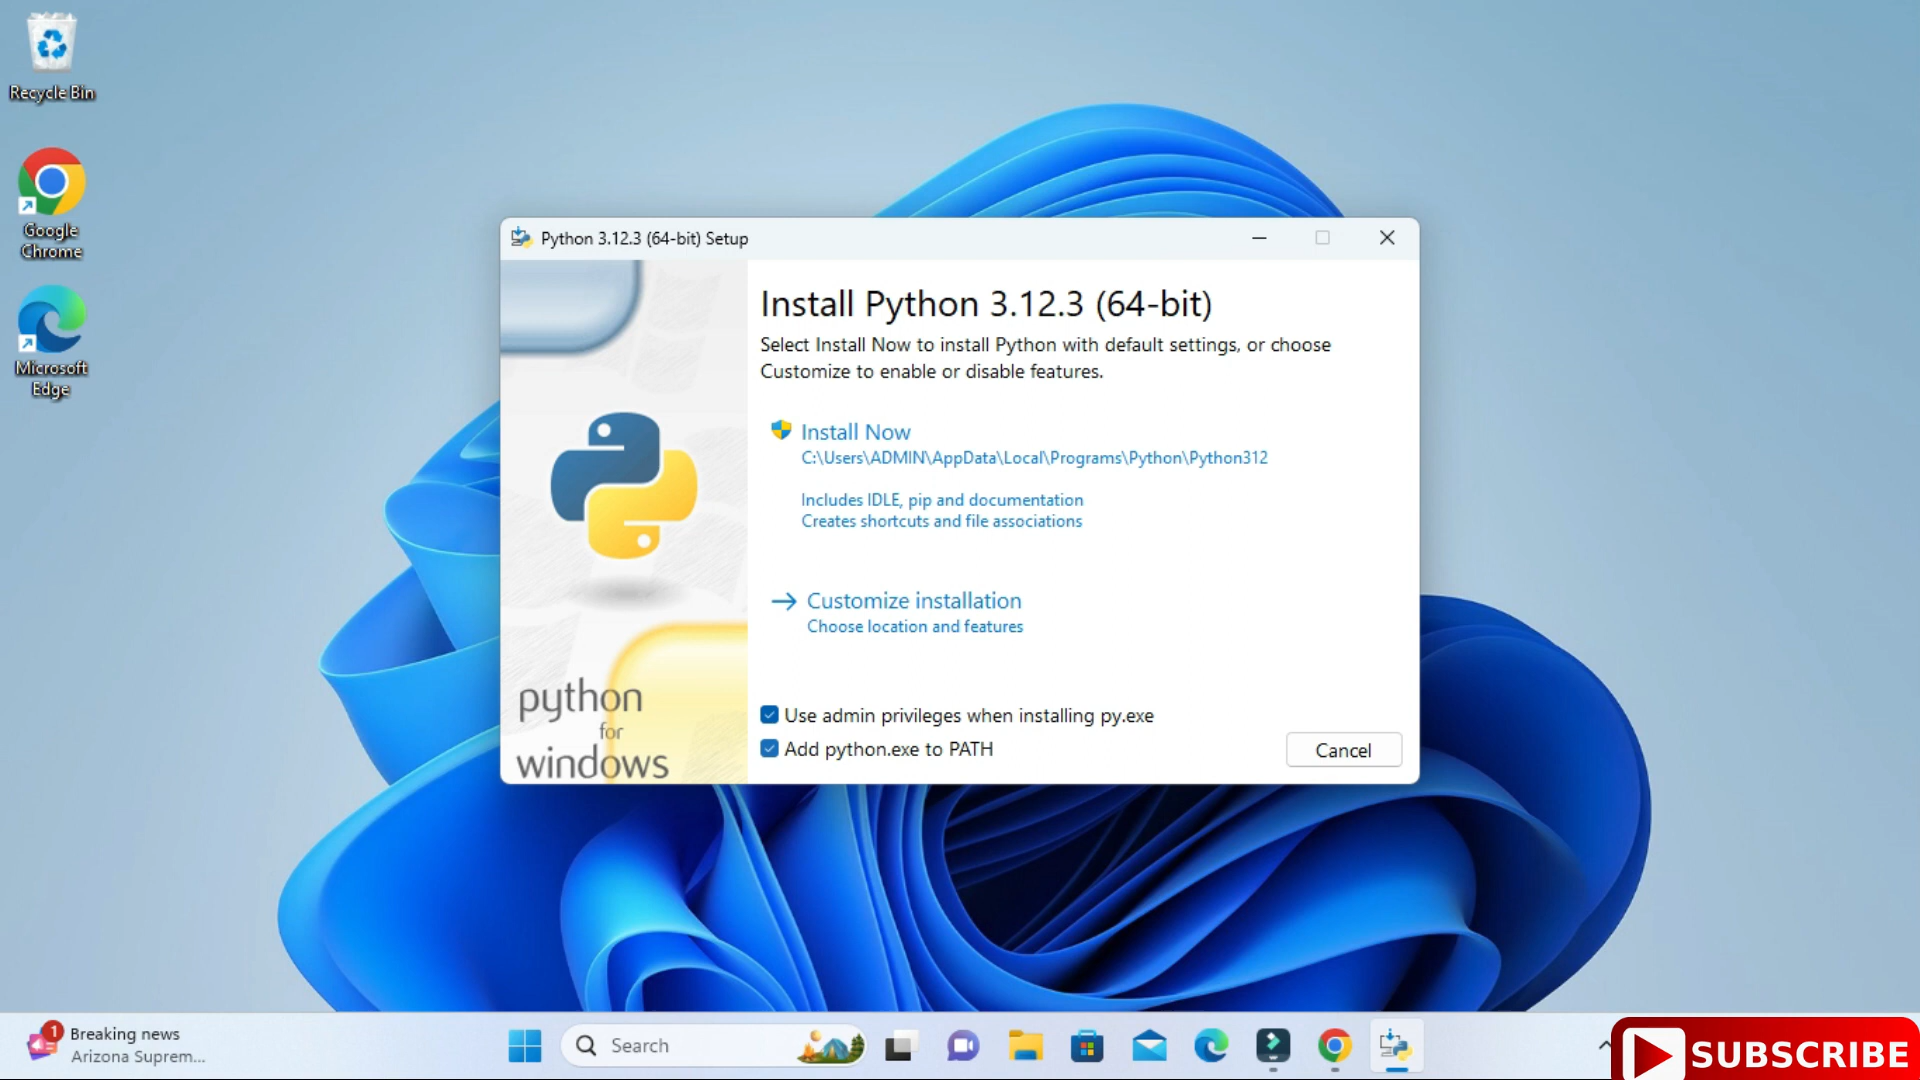 Recycle Bin
Google
Chrome
Microsoft
Edge
Python 3.12.3 (64-bit) Setup
Install Python 3.12.3 (64-bit)
Select Install Now to install Python with default settings, or choose
Customize to enable or disable features.
Install Now
C:\Users\ADMIN\AppData\Local\Programs\Python\Python312
Includes IDLE, pip and documentation
Creates shortcuts and file associations
Customize installation
Choose location and features
python
for
windows
Use admin privileges when installing py.exe
Add python.exe to PATH
Cancel
1
Breaking news
Arizona Suprem...
Search
SUBSCRIBE